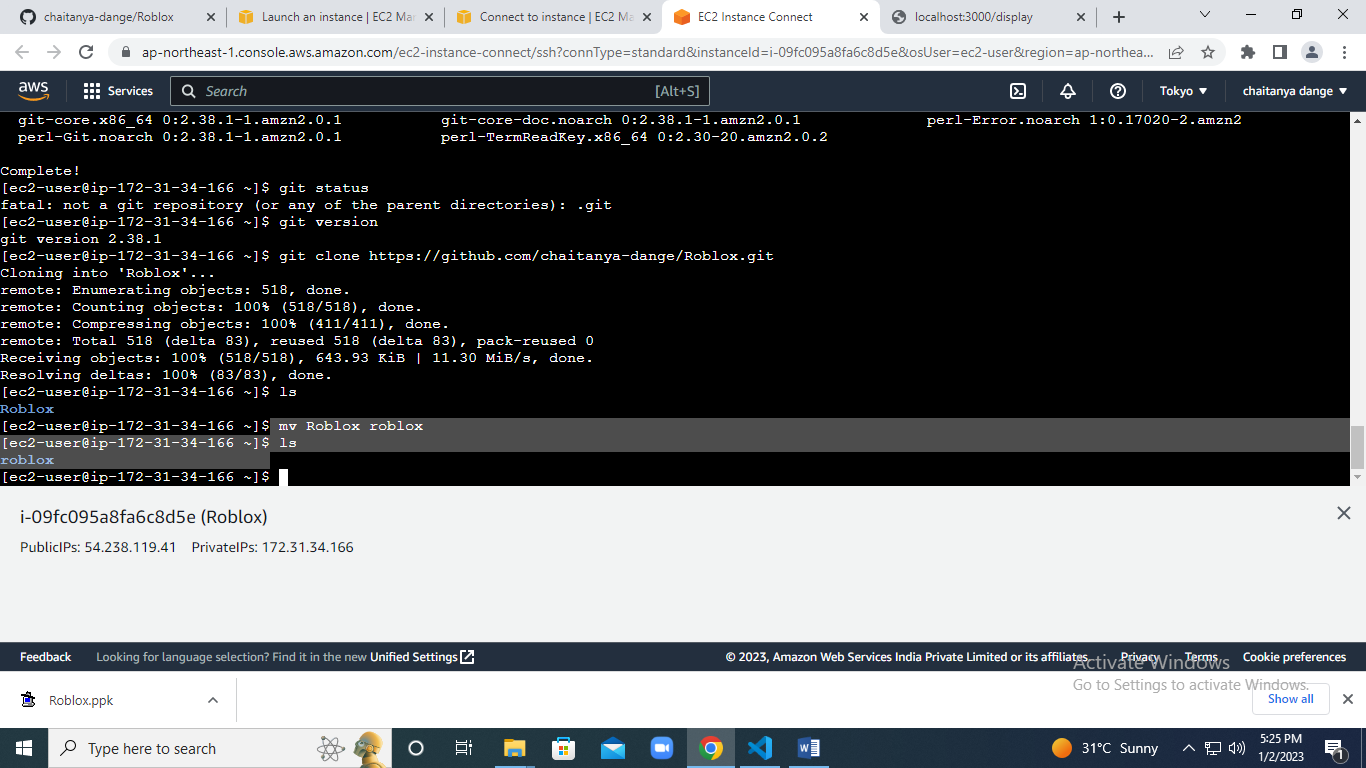 chaitanya-dange/Roblox
Launch an instance | EC2 Mar
Connect to instance | EC2 Ma
EC2 Instance Connect
localhost:3000/display
ap-northeast-1.console.aws.amazon.com/ec2-instance-connect/ssh?connType=standard&instanceId=i-09fc095a8fa6c8d5e&osUser=ec2-user&region=ap-northea...
aws
Services
Search
[Alt+S]
Tokyo
chaitanya dange
git-core.x86_64 0:2.38.1-1.amzn2.0.1 git-core-doc.noarch 0:2.38.1-1.amzn2.0.1 perl-Error.noarch 1:0.17020-2.amzn2
perl-Git.noarch 0:2.38.1-1.amzn2.0.1 perl-TermReadKey.x86_64 0:2.30-20.amzn2.0.2
Complete!
[ec2-user@ip-172-31-34-166 ~]$ git status
fatal: not a git repository (or any of the parent directories): .git
[ec2-user@ip-172-31-34-166 ~]$ git version
git version 2.38.1
[ec2-user@ip-172-31-34-166 ~]$ git clone https://github.com/chaitanya-dange/Roblox.git
Cloning into 'Roblox'...
remote: Enumerating objects: 518, done.
remote: Counting objects: 100% (518/518), done.
remote: Compressing objects: 100% (411/411), done.
remote: Total 518 (delta 83), reused 518 (delta 83), pack-reused 0
Receiving objects: 100% (518/518), 643.93 KiB | 11.30 MiB/s, done.
Resolving deltas: 100% (83/83), done.
[ec2-user@ip-172-31-34-166 ~]$ ls
Roblox
[ec2-user@ip-172-31-34-166 ~]$ mv Roblox roblox
[ec2-user@ip-172-31-34-166 ~]$ ls
roblox
[ec2-user@ip-172-31-34-166 ~]$
i-09fc095a8fa6c8d5e (Roblox)
PublicIPs: 54.238.119.41 PrivateIPs: 172.31.34.166
Feedback
Looking for language selection? Find it in the new Unified Settings
© 2023, Amazon Web Services India Private Limited or its affiliates.
Privacy
Terms
Cookie preferences
Activate Windows
Go to Settings to activate Windows.
Roblox.ppk
Show all
Type here to search
31°C Sunny
5:25 PM
1/2/2023
1